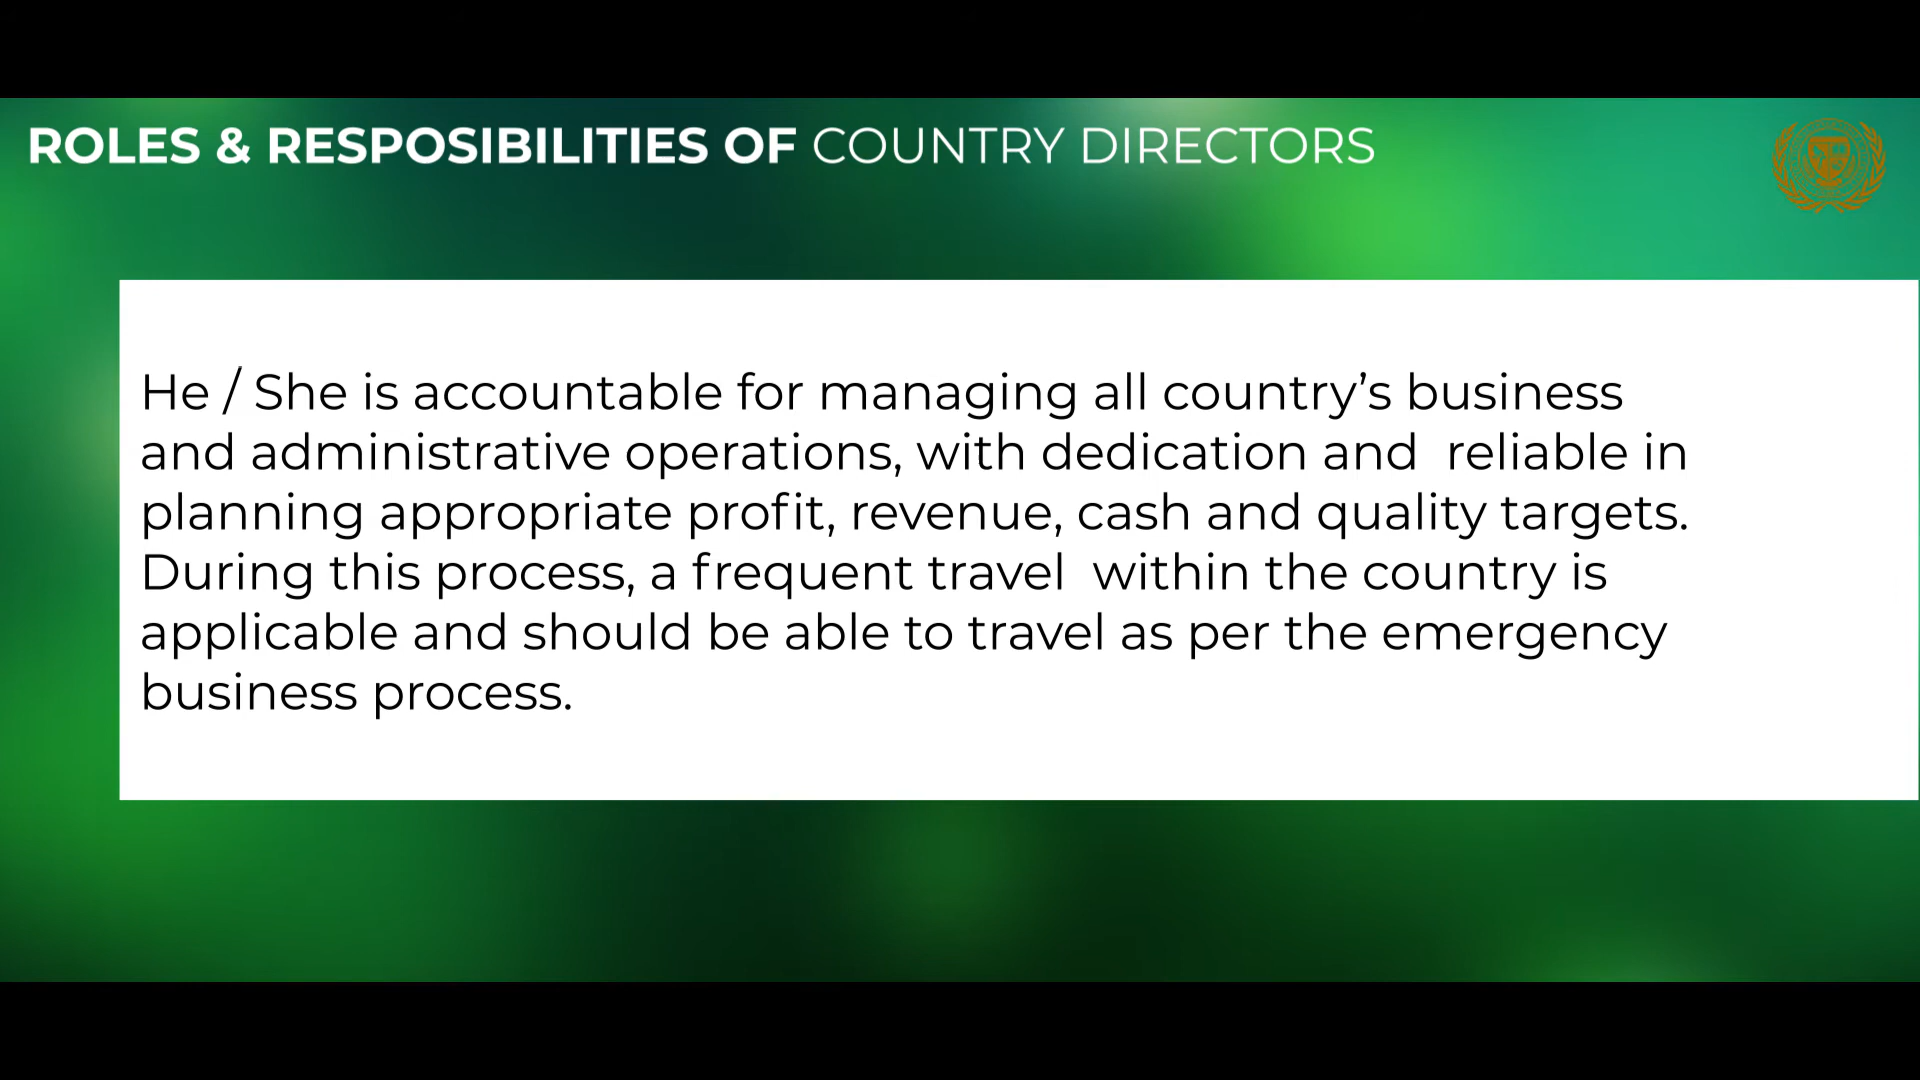 ROLES & RESPOSIBILITIES OF COUNTRY DIRECTORS
He / She is accountable for managing all country’s business
and administrative operations, with dedication and  reliable in
planning appropriate profit, revenue, cash and quality targets.
During this process, a frequent travel  within the country is
applicable and should be able to travel as per the emergency
business process.